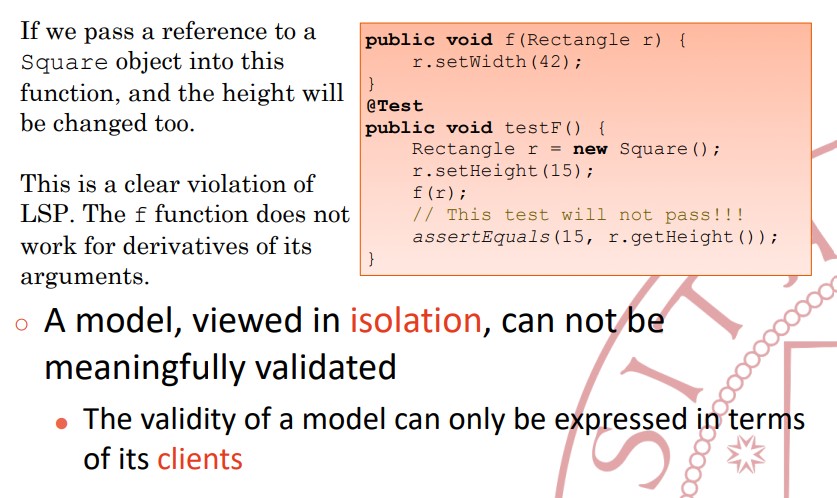 If we pass a reference to a
Square object into this
function, and the height will
be changed too.
This is a clear violation of
LSP. The f function does not
work for derivatives of its
arguments.
public void f(Rectangle r) {
r.setWidth(42);
}
@Test
public void testF() {
Rectangle r = new Square();
r.setHeight(15);
f(r);
// This test will not pass!!!
assertEquals(15, r.getHeight());
}
○ A model, viewed in isolation, can not be
meaningfully validated
● The validity of a model can only be expressed in terms
of its clients
SIT